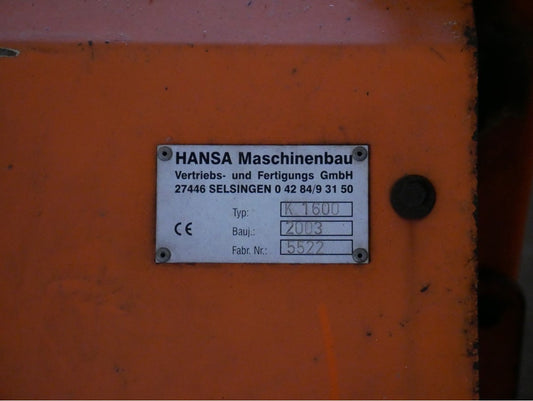 HANSA Maschinenbau
Vertriebs- und Fertigungs GmbH
27446 SELSINGEN 0 42 84/9 31 50
Typ: K 1600
CE Bauj.: 2003
Fabr. Nr.: 5522